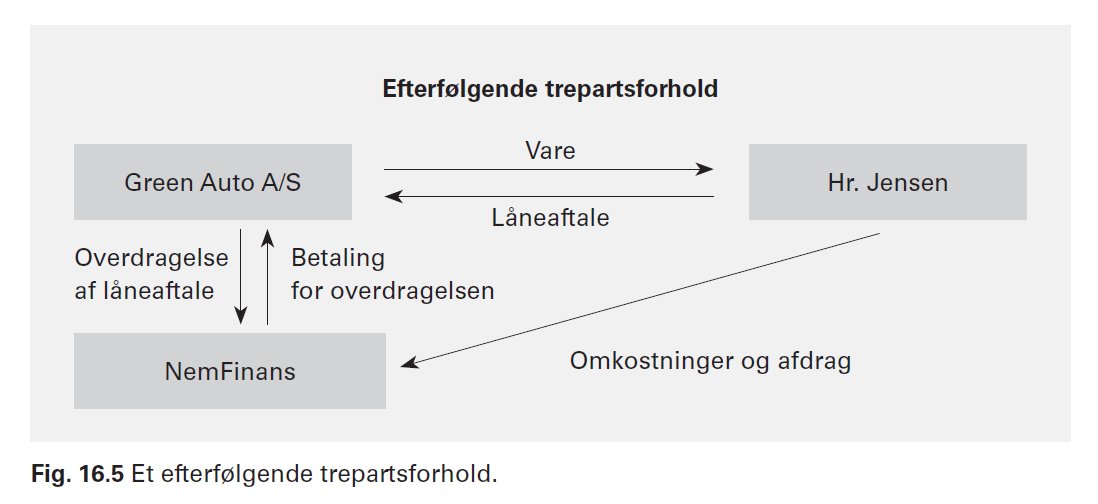 Efterfølgende trepartsforhold
Vare
Green Auto A/S
Hr. Jensen
Låneaftale
Overdragelse
af låneaftale
Betaling
for overdragelsen
NemFinans
Omkostninger og afdrag
Fig. 16.5 Et efterfølgende trepartsforhold.